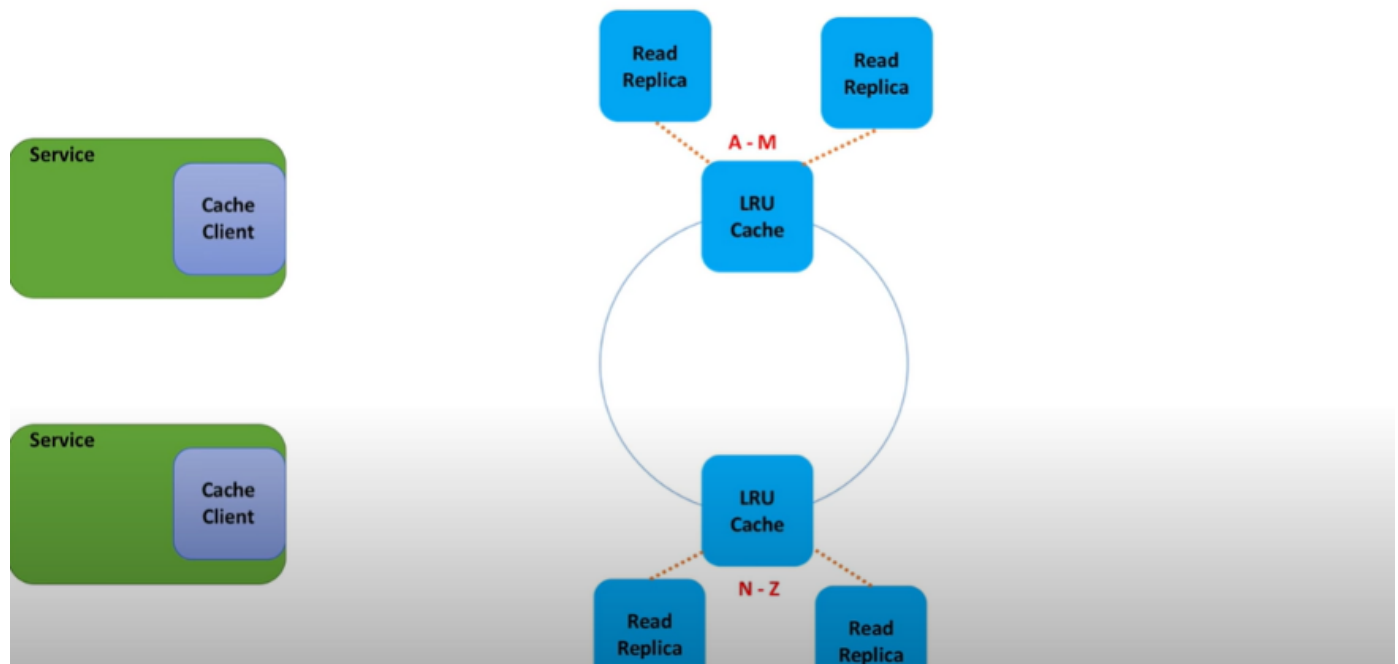 Read
Replica
Read
Replica
A - M
Service
Cache
Client
LRU
Cache
Service
Cache
Client
LRU
Cache
N - Z
Read
Replica
Read
Replica